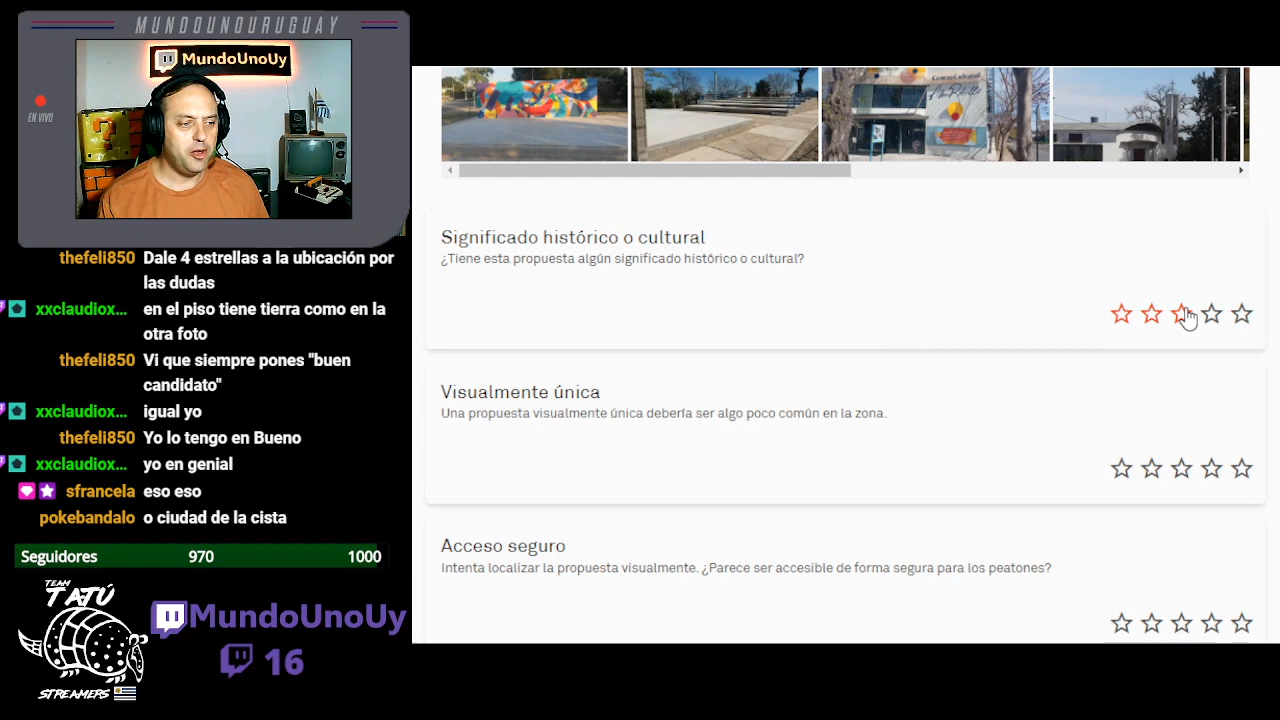 MUNDOUNOURUGUAY
MundoUnoUy
EN VIVO
thefeli850 Dale 4 estrellas a la ubicación por
las dudas
xxclaudiox... en el piso tiene tierra como en la
otra foto
thefeli850 Vi que siempre pones "buen
candidato"
xxclaudiox... igual yo
thefeli850 Yo lo tengo en Bueno
xxclaudiox... yo en genial
sfrancela eso eso
pokebandalo o ciudad de la cista
Seguidores 970 1000
TEAM
TATÚ
STREAMERS
MundoUnoUy
16
Significado histórico o cultural
¿Tiene esta propuesta algún significado histórico o cultural?
Visualmente única
Una propuesta visualmente única debería ser algo poco común en la zona.
Acceso seguro
Intenta localizar la propuesta visualmente. ¿Parece ser accesible de forma segura para los peatones?